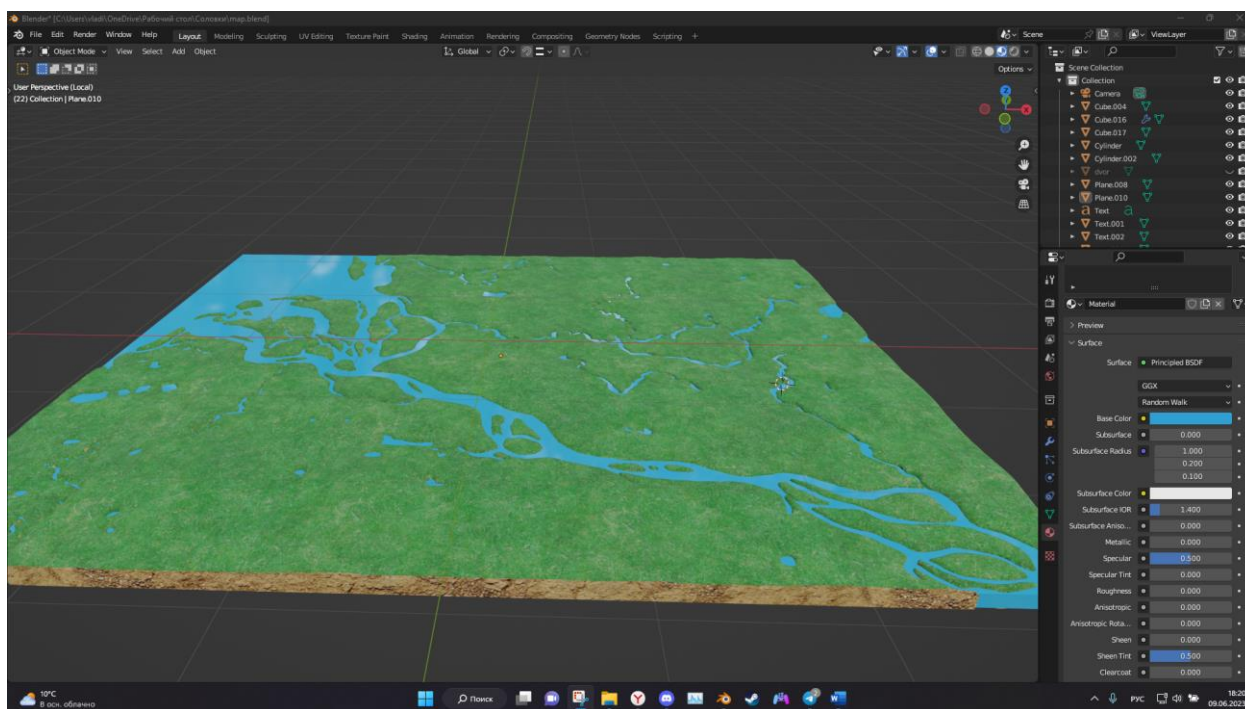 Blender* [C:\Users\vladi\OneDrive\Рабочий стол\Соловки\map.blend]
File Edit Render Window Help Layout Modeling Sculpting UV Editing Texture Paint Shading Animation Rendering Compositing Geometry Nodes Scripting + Scene ViewLayer
Object Mode View Select Add Object Global
Options
User Perspective (Local)
(22) Collection | Plane.010
Scene Collection
Collection
Camera
Cube.004
Cube.016
Cube.017
Cylinder
Cylinder.002
dvor
Plane.008
Plane.010
Text
Text.001
Text.002
Material
Preview
Surface
Surface Principled BSDF
GGX
Random Walk
Base Color
Subsurface 0.000
Subsurface Radius 1.000
0.200
0.100
Subsurface Color
Subsurface IOR 1.400
Subsurface Aniso... 0.000
Metallic 0.000
Specular 0.500
Specular Tint 0.000
Roughness 0.000
Anisotropic 0.000
Anisotropic Rota... 0.000
Sheen 0.000
Sheen Tint 0.500
Clearcoat 0.000
10°C
В осн. облачно
Поиск
РУС
18:20
09.06.2023